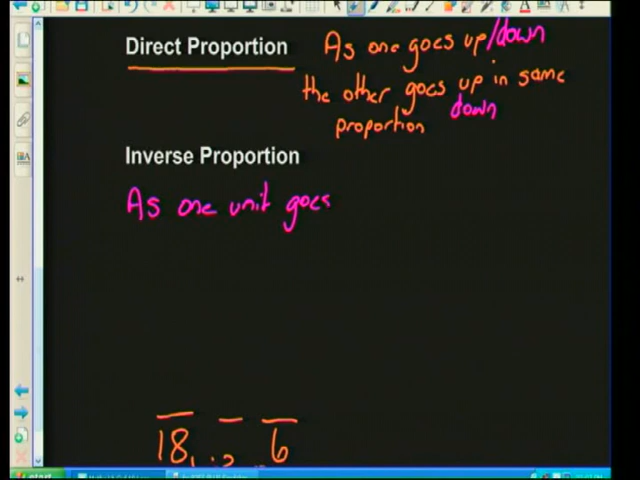 Direct Proportion
As one goes up/down
the other goes up in same
down
proportion
Inverse Proportion
As one unit goes
18 6
start